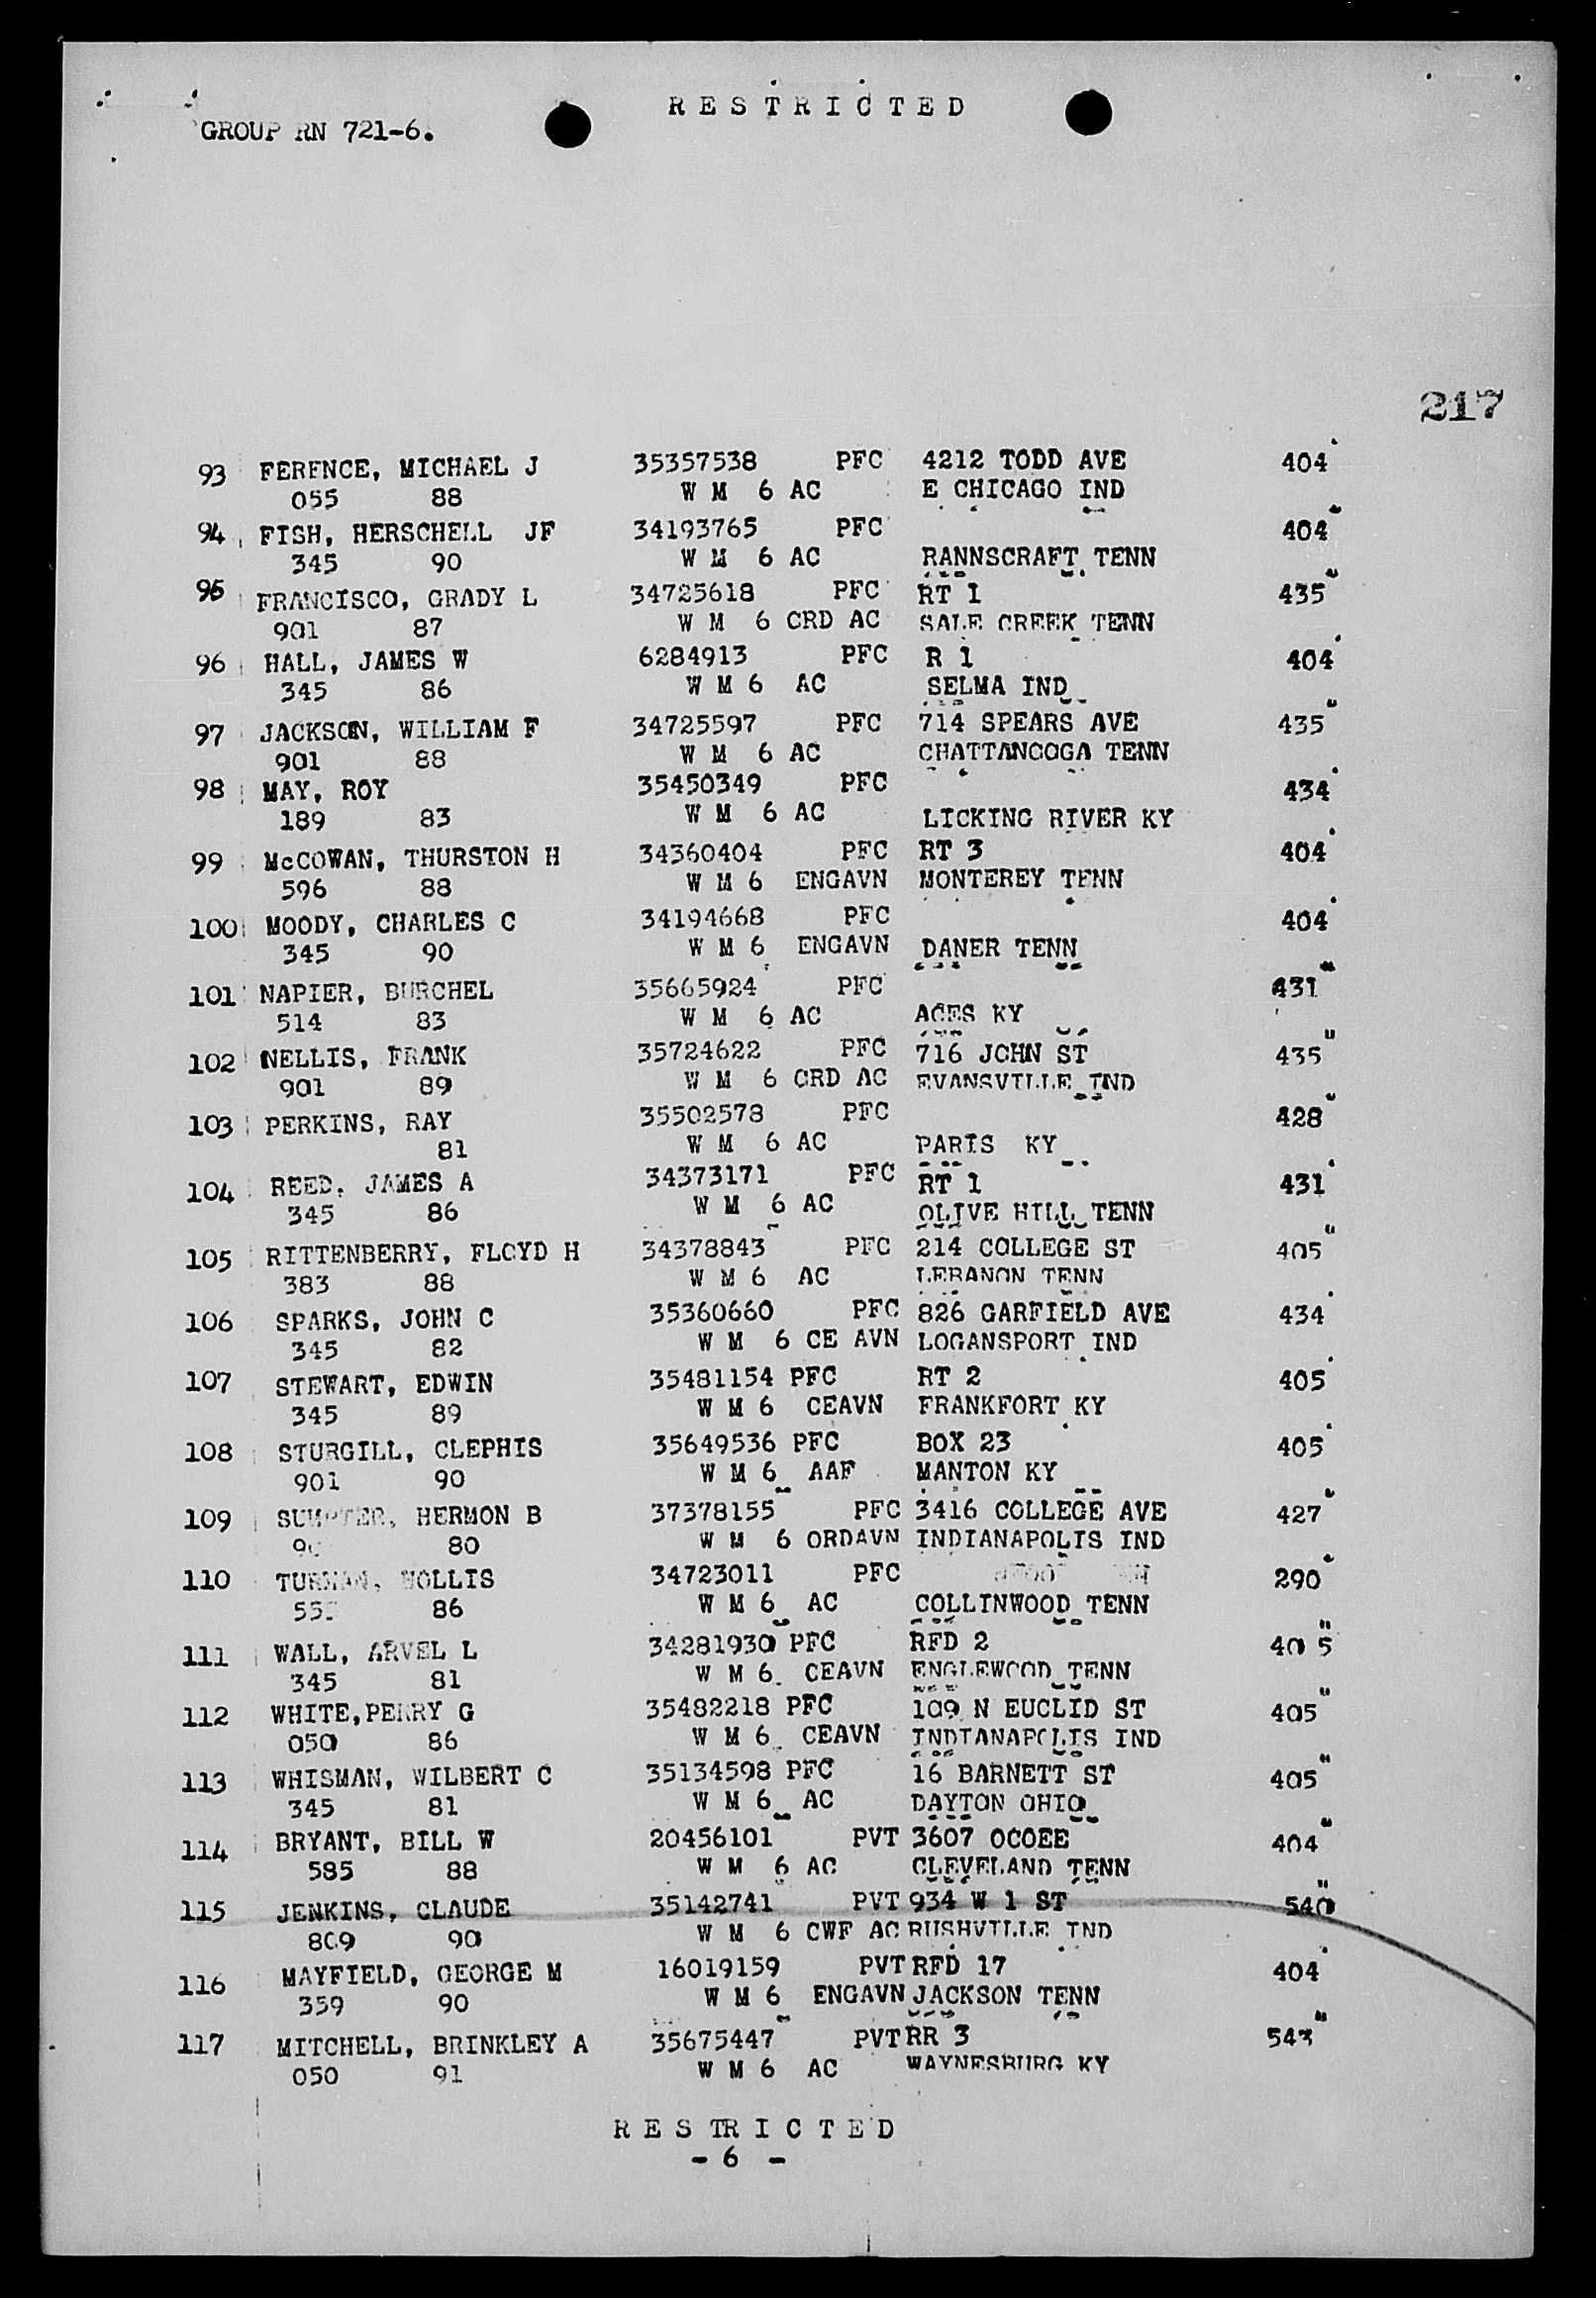 RESTRICTED
GROUP RN 721-6.
217
93 FERENCE, MICHAEL J 35357538 PFC 4212 TODD AVE 404
055 88 W M 6 AC E CHICAGO IND
94 FISH, HERSCHELL JF 34193765 PFC 404
345 90 W M 6 AC RANNSCRAFT TENN
95 FRANCISCO, GRADY L 34725618 PFC RT 1 435
901 87 W M 6 CRD AC SALE CREEK TENN
96 HALL, JAMES W 6284913 PFC R 1 404
345 86 W M 6 AC SELMA IND
97 JACKSON, WILLIAM F 34725597 PFC 714 SPEARS AVE 435
901 88 W M 6 AC CHATTANOOGA TENN
98 MAY, ROY 35450349 PFC 434
189 83 W M 6 AC LICKING RIVER KY
99 McCOWAN, THURSTON H 34360404 PFC RT 3 404
596 88 W M 6 ENGAVN MONTEREY TENN
100 MOODY, CHARLES C 34194668 PFC 404
345 90 W M 6 ENGAVN DANER TENN
101 NAPIER, BURCHEL 35665924 PFC 431
514 83 W M 6 AC AGES KY
102 NELLIS, FRANK 35724622 PFC 716 JOHN ST 435
901 89 W M 6 CRD AC EVANSVILLE IND
103 PERKINS, RAY 35502578 PFC 428
81 W M 6 AC PARIS KY
104 REED, JAMES A 34373171 PFC RT 1 431
345 86 W M 6 AC OLIVE HILL TENN
105 RITTENBERRY, FLOYD H 34378843 PFC 214 COLLEGE ST 405
383 88 W M 6 AC LEBANON TENN
106 SPARKS, JOHN C 35360660 PFC 826 GARFIELD AVE 434
345 82 W M 6 CE AVN LOGANSPORT IND
107 STEWART, EDWIN 35481154 PFC RT 2 405
345 89 W M 6 CEAVN FRANKFORT KY
108 STURGILL, CLEPHIS 35649536 PFC BOX 23 405
901 90 W M 6 AAF MANTON KY
109 SUMPTER, HERMON B 37378155 PFC 3416 COLLEGE AVE 427
80 W M 6 ORDAVN INDIANAPOLIS IND
110 TURMAN, HOLLIS 34723011 PFC 290
86 W M 6 AC COLLINWOOD TENN
111 WALL, ARVEL L 34281930 PFC RFD 2 405
345 81 W M 6 CEAVN ENGLEWOOD TENN
112 WHITE,PERRY G 35482218 PFC 109 N EUCLID ST 405
050 86 W M 6 CEAVN INDIANAPOLIS IND
113 WHISMAN, WILBERT C 35134598 PFC 16 BARNETT ST 405
345 81 W M 6 AC DAYTON OHIO
114 BRYANT, BILL W 20456101 PVT 3607 OCOEE 404
585 88 W M 6 AC CLEVELAND TENN
115 JENKINS, CLAUDE 35142741 PVT 934 W 1 ST 540
809 90 W M 6 CWF AC RUSHVILLE IND
116 MAYFIELD, GEORGE M 16019159 PVT RFD 17 404
359 90 W M 6 ENGAVN JACKSON TENN
117 MITCHELL, BRINKLEY A 35675447 PVT RR 3 543
050 91 W M 6 AC WAYNESBURG KY
RESTRICTED
- 6 -